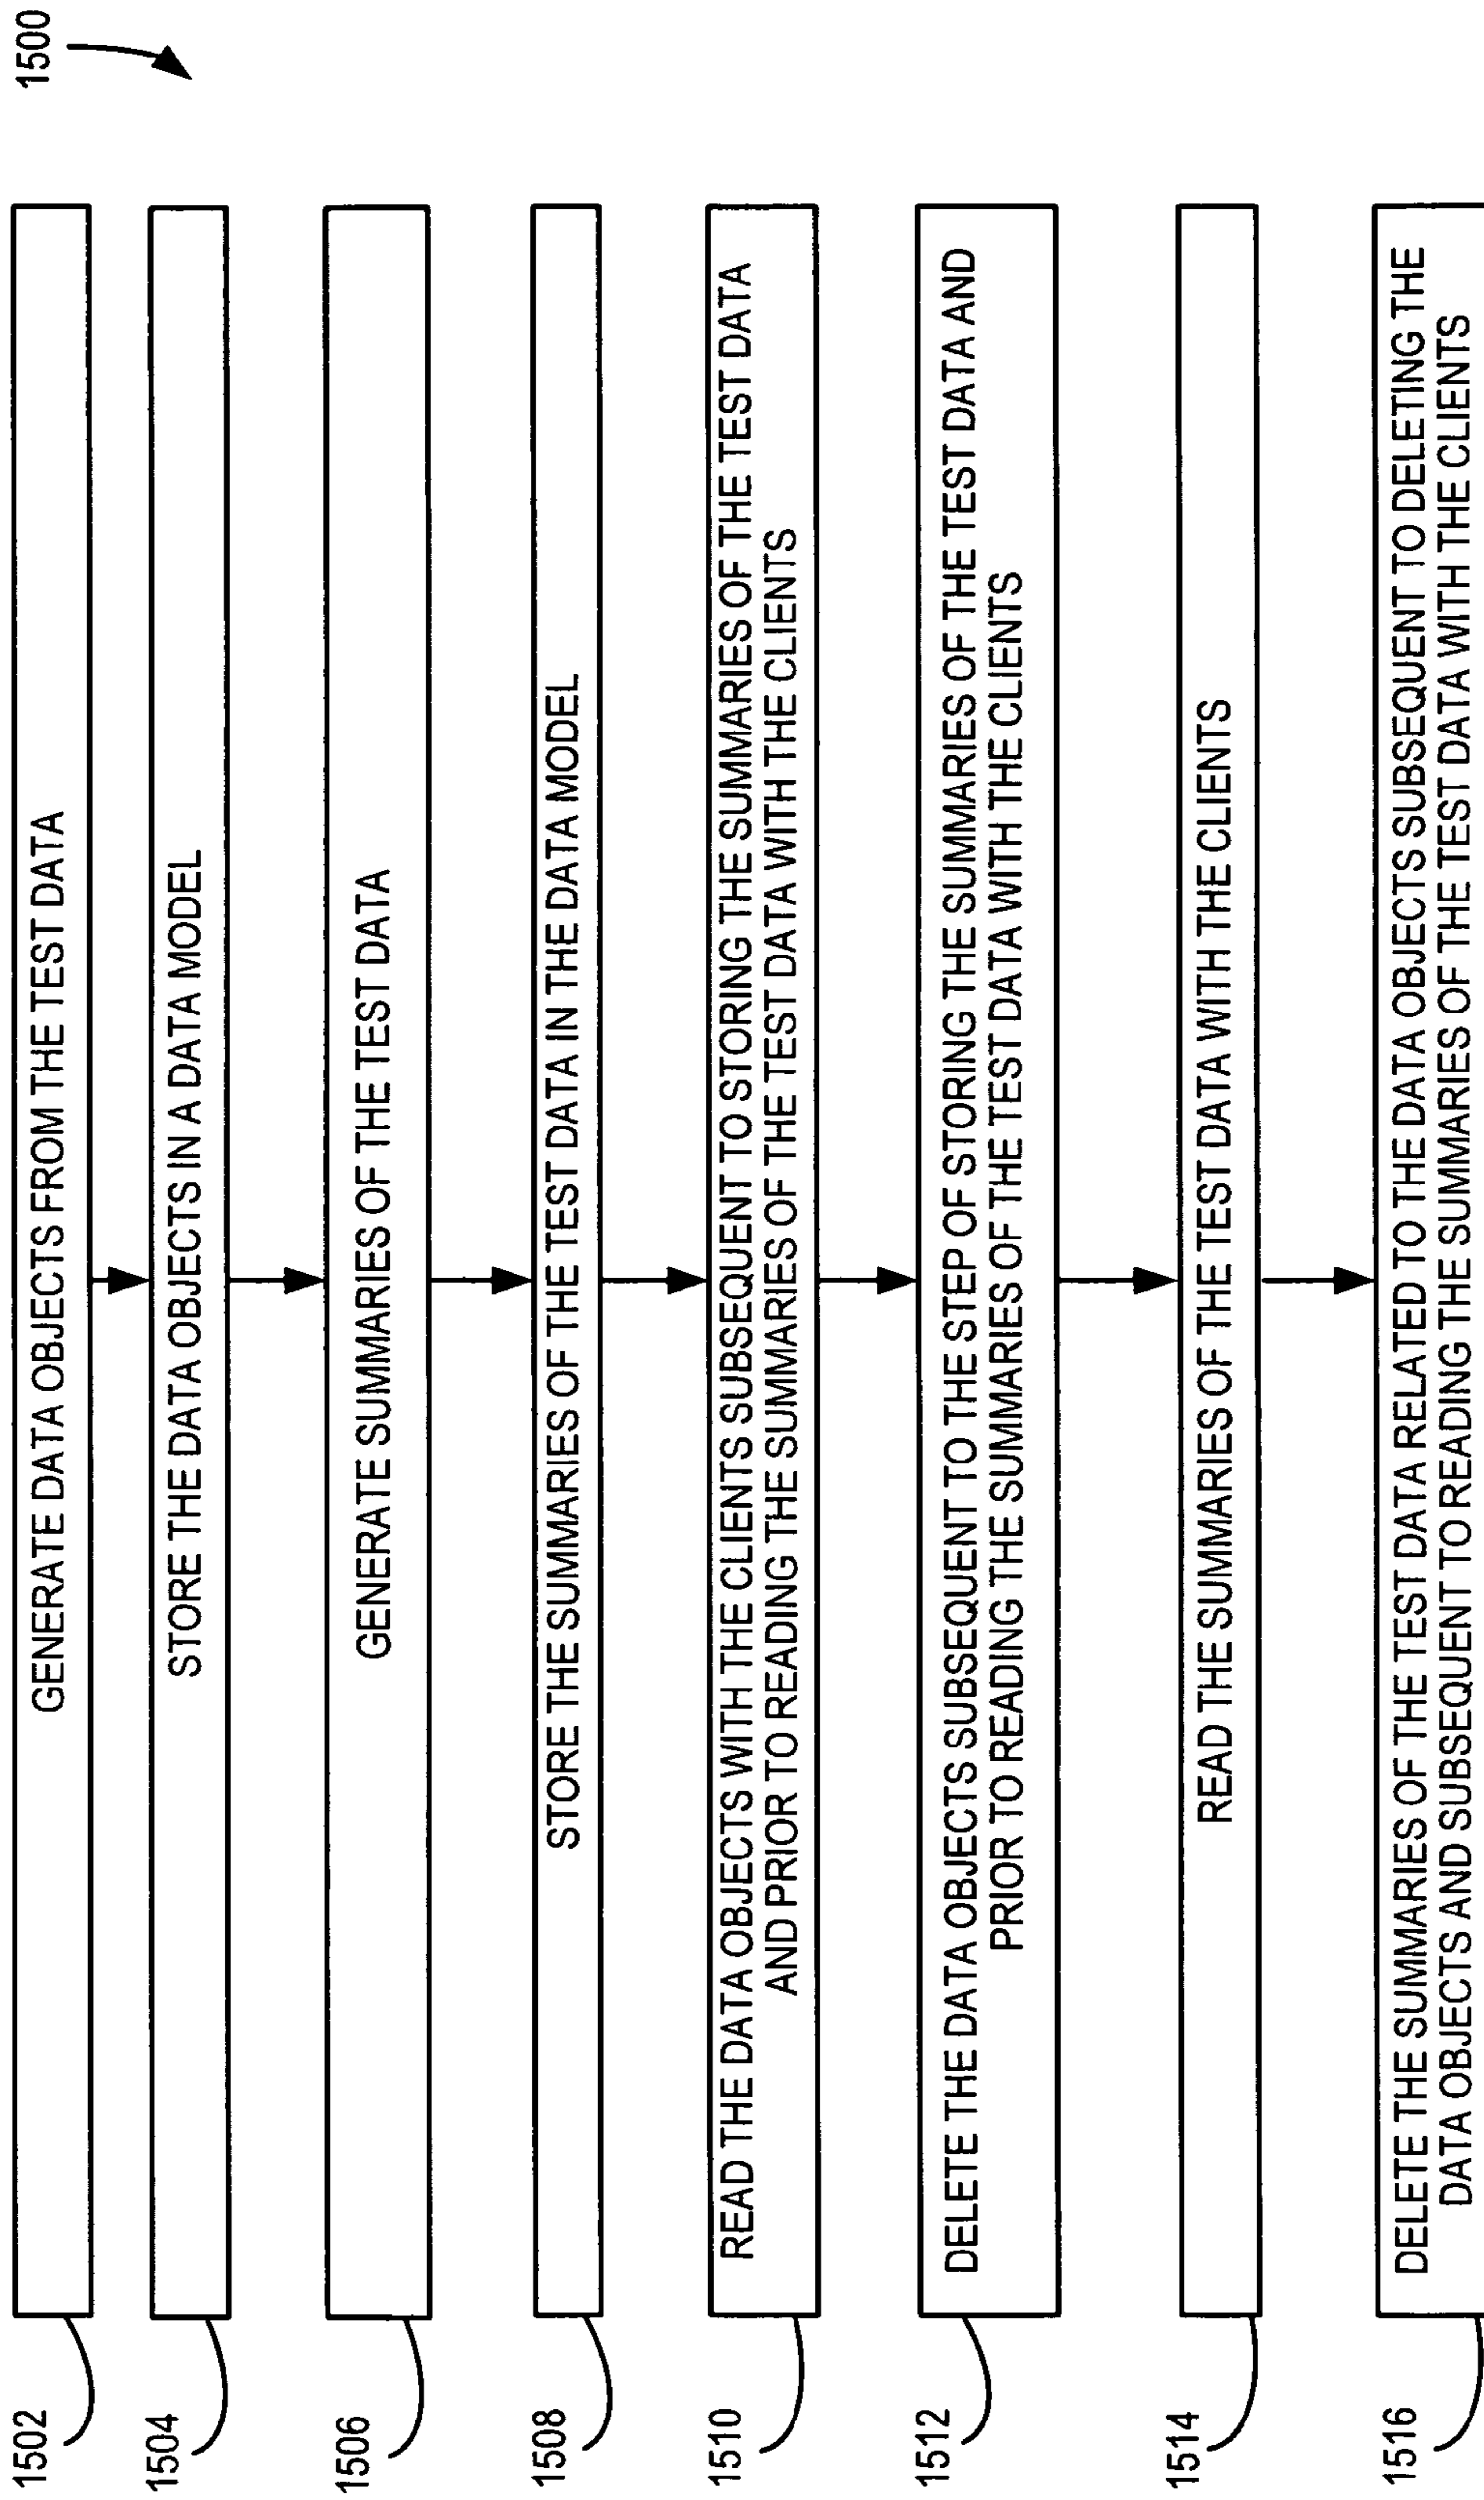 1500
1502
GENERATE DATA OBJECTS FROM THE TEST DATA
1504
STORE THE DATA OBJECTS IN A DATA MODEL
1506
GENERATE SUMMARIES OF THE TEST DATA
1508
STORE THE SUMMARIES OF THE TEST DATA IN THE DATA MODEL
1510
READ THE DATA OBJECTS WITH THE CLIENTS SUBSEQUENT TO STORING THE SUMMARIES OF THE TEST DATA
AND PRIOR TO READING THE SUMMARIES OF THE TEST DATA WITH THE CLIENTS
1512
DELETE THE DATA OBJECTS SUBSEQUENT TO THE STEP OF STORING THE SUMMARIES OF THE TEST DATA AND
PRIOR TO READING THE SUMMARIES OF THE TEST DATA WITH THE CLIENTS
1514
READ THE SUMMARIES OF THE TEST DATA WITH THE CLIENTS
1516
DELETE THE SUMMARIES OF THE TEST DATA RELATED TO THE DATA OBJECTS SUBSEQUENT TO DELETING THE
DATA OBJECTS AND SUBSEQUENT TO READING THE SUMMARIES OF THE TEST DATA WITH THE CLIENTS